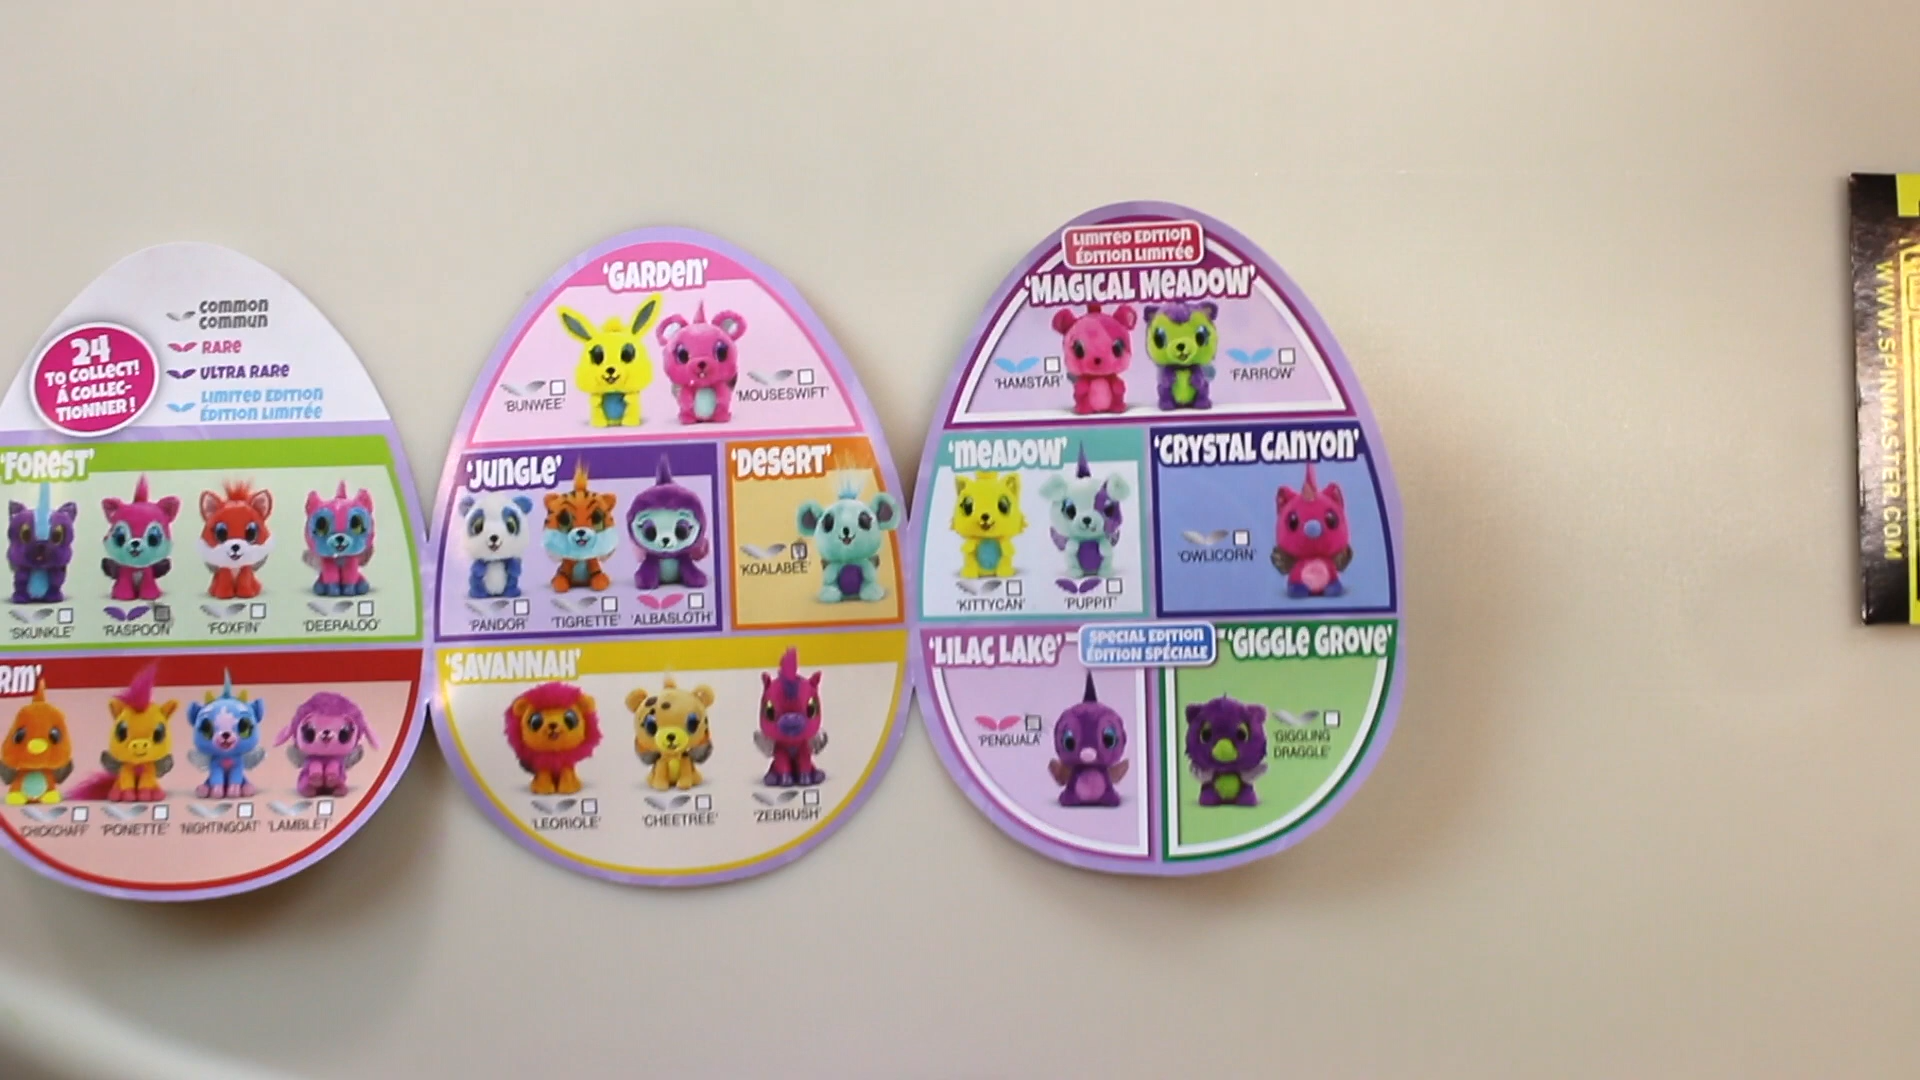 24
TO COLLECT!
À COLLEC-
TIONNER !
COMMON
COMMUN
RARE
ULTRA RARE
LIMITED EDITION
ÉDITION LIMITÉE
'FOREST'
'SKUNKLE' 'RASPOON' 'FOXFIN' 'DEERALOO'
RM'
'CHICKCHAFF' 'PONETTE' 'NIGHTINGOAT' 'LAMBLET'
'GARDEN'
'BUNWEE' 'MOUSESWIFT'
'JUNGLE'
'PANDOR' 'TIGRETTE' 'ALBASLOTH'
'DESERT'
'KOALABEE'
'SAVANNAH'
'LEORIOLE' 'CHEETREE' 'ZEBRUSH'
LIMITED EDITION
ÉDITION LIMITÉE
'MAGICAL MEADOW'
'HAMSTAR' 'FARROW'
'MEADOW'
'KITTYCAN' 'PUPPIT'
'CRYSTAL CANYON'
'OWLICORN'
'LILAC LAKE'
SPECIAL EDITION
ÉDITION SPÉCIALE
'GIGGLE GROVE'
'PENGUALA'
'GIGGLING
DRAGGLE'
WWW.SPINMASTER.COM